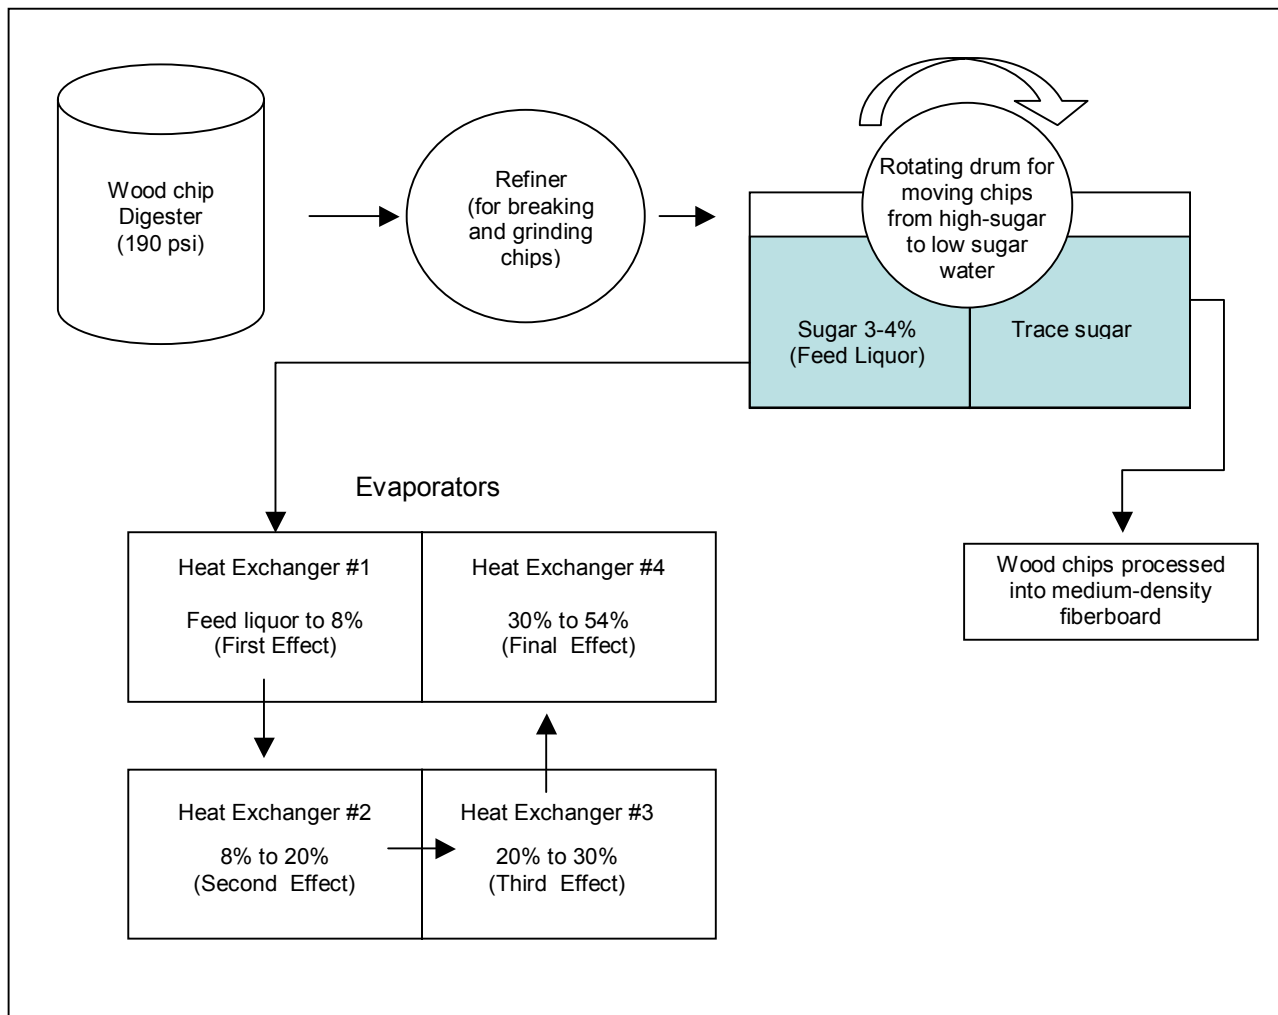 Wood chip
Digester
(190 psi)
Refiner
(for breaking
and grinding
chips)
Rotating drum for
moving chips
from high-sugar
to low sugar
water
Sugar 3-4%
(Feed Liquor)
Trace sugar
Evaporators
Heat Exchanger #1
Feed liquor to 8%
(First Effect)
Heat Exchanger #4
30% to 54%
(Final Effect)
Wood chips processed
into medium-density
fiberboard
Heat Exchanger #2
8% to 20%
(Second Effect)
Heat Exchanger #3
20% to 30%
(Third Effect)